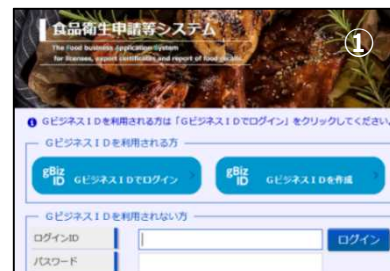 食品衛生申請等システム
The food business application system
for licenses, export certificates and report of food recalls
①
GビジネスＩＤを利用される方は「GビジネスＩＤでログイン」をクリックしてください。
GビジネスＩＤを利用される方
gBiz ID GビジネスＩＤでログイン
gBiz ID GビジネスＩＤを作成
GビジネスＩＤを利用されない方
ログインID
ログイン
パスワード